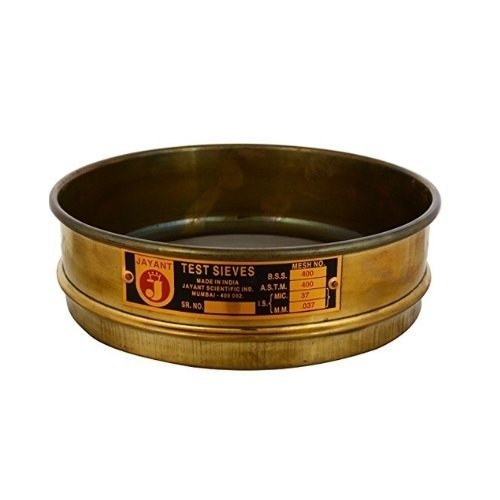 JAYANT
TEST SIEVES
MADE IN INDIA
JAYANT SCIENTIFIC IND.
MUMBAI - 400 002.
SR. NO.
MESH NO.
B.S.S. 400
A.S.T.M. 400
I.S. MIC. 37
M.M. .037